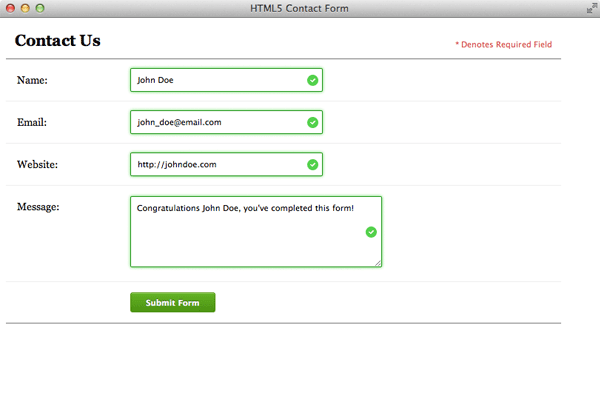 HTML5 Contact Form
Contact Us
* Denotes Required Field
Name:
John Doe
Email:
john_doe@email.com
Website:
http://johndoe.com
Message:
Congratulations John Doe, you've completed this form!
Submit Form